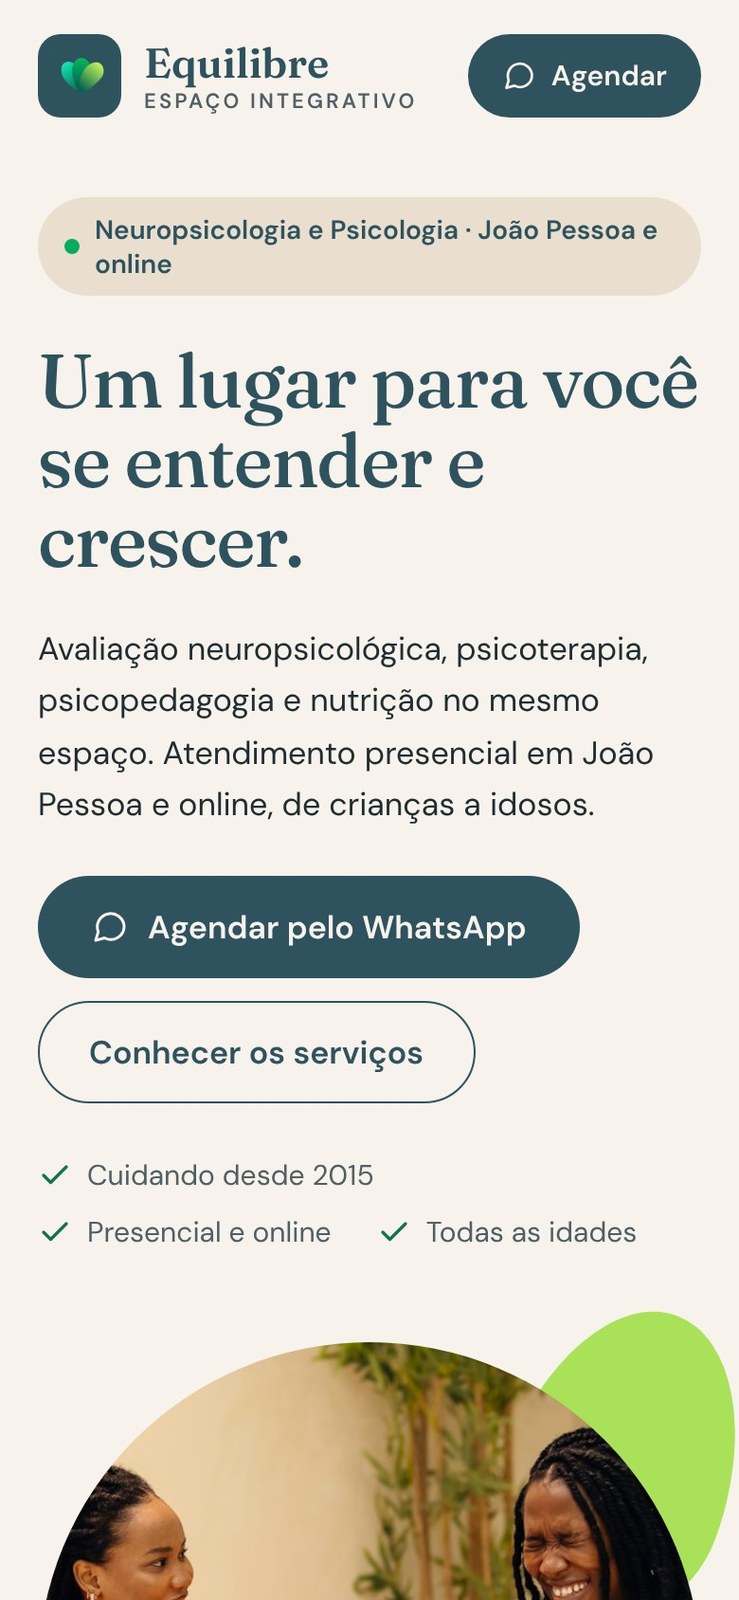 Equilibre
ESPAÇO INTEGRATIVO
Agendar
Neuropsicologia e Psicologia · João Pessoa e
online
Um lugar para você
se entender e
crescer.
Avaliação neuropsicológica, psicoterapia,
psicopedagogia e nutrição no mesmo
espaço. Atendimento presencial em João
Pessoa e online, de crianças a idosos.
Agendar pelo WhatsApp
Conhecer os serviços
Cuidando desde 2015
Presencial e online
Todas as idades